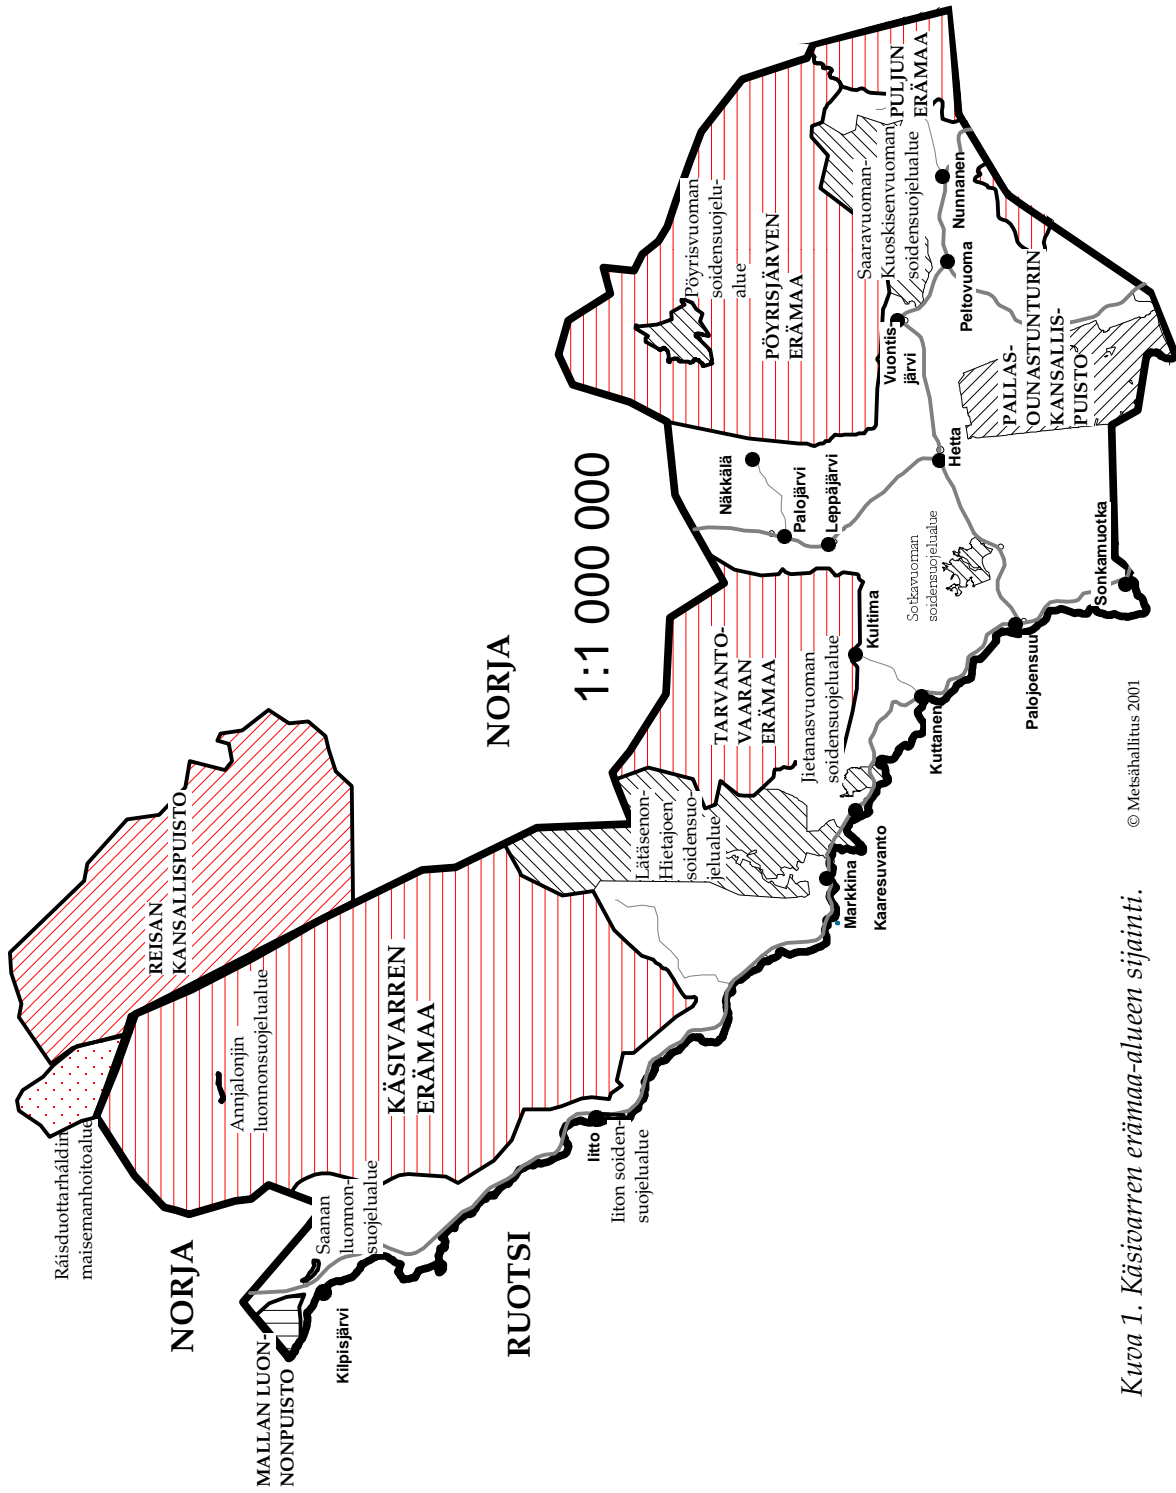 MALLAN LUON-
NONPUISTO
Kilpisjärvi
NORJA
Ráisduottarháldin
maisemanhoitoalue
Saanan
luonnon-
suojelualue
RUOTSI
Iitto
Iiton soiden-
suojelualue
Annjalonjin
luonnonsuojelualue
KÄSIVARREN
ERÄMAA
REISAN
KANSALLISPUISTO
Markkina
Kaaresuvanto
Lätäsenon-
Hietajoen
soidensuo-
jelualue
NORJA
1:1 000 000
TARVANTO-
VAARAN
ERÄMAA
Jietanasvuoman
soidensuojelualue
Kultima
Kuttanen
Palojoensuu
Sonkamuotka
Sotkavuoman
soidensuojelualue
Näkkälä
Palojärvi
Leppäjärvi
Hetta
Vuontis-
järvi
Peltovuoma
Nunnanen
PÖYRISJÄRVEN
ERÄMAA
Pöyrisvuoman
soidensuojelu-
alue
Saaravuoman-
Kuoskisenvuoman
soidensuojelualue
PULJUN
ERÄMAA
PALLAS-
OUNASTUNTURIN
KANSALLIS-
PUISTO
© Metsähallitus 2001
Kuva 1. Käsivarren erämaa-alueen sijainti.